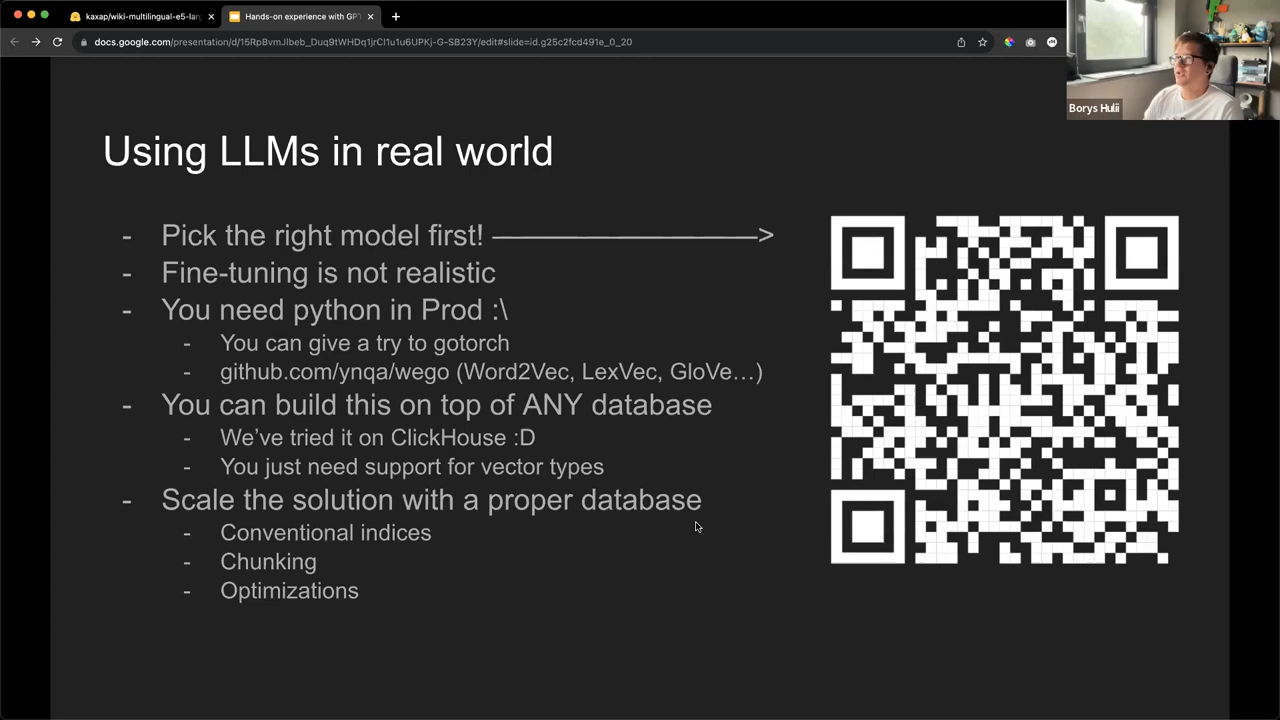 kaxap/wiki-multilingual-e5-lar
Hands-on experience with GPT
docs.google.com/presentation/d/15RpBvmJIbeb_Duq9tWHDq1jrCl1u1u6UPKj-G-SB23Y/edit#slide=id.g25c2fcd491e_0_20
Borys Hulii
Using LLMs in real world
- Pick the right model first! ———————————>
- Fine-tuning is not realistic
- You need python in Prod :\
- You can give a try to gotorch
- github.com/ynqa/wego (Word2Vec, LexVec, GloVe…)
- You can build this on top of ANY database
- We’ve tried it on ClickHouse :D
- You just need support for vector types
- Scale the solution with a proper database
- Conventional indices
- Chunking
- Optimizations